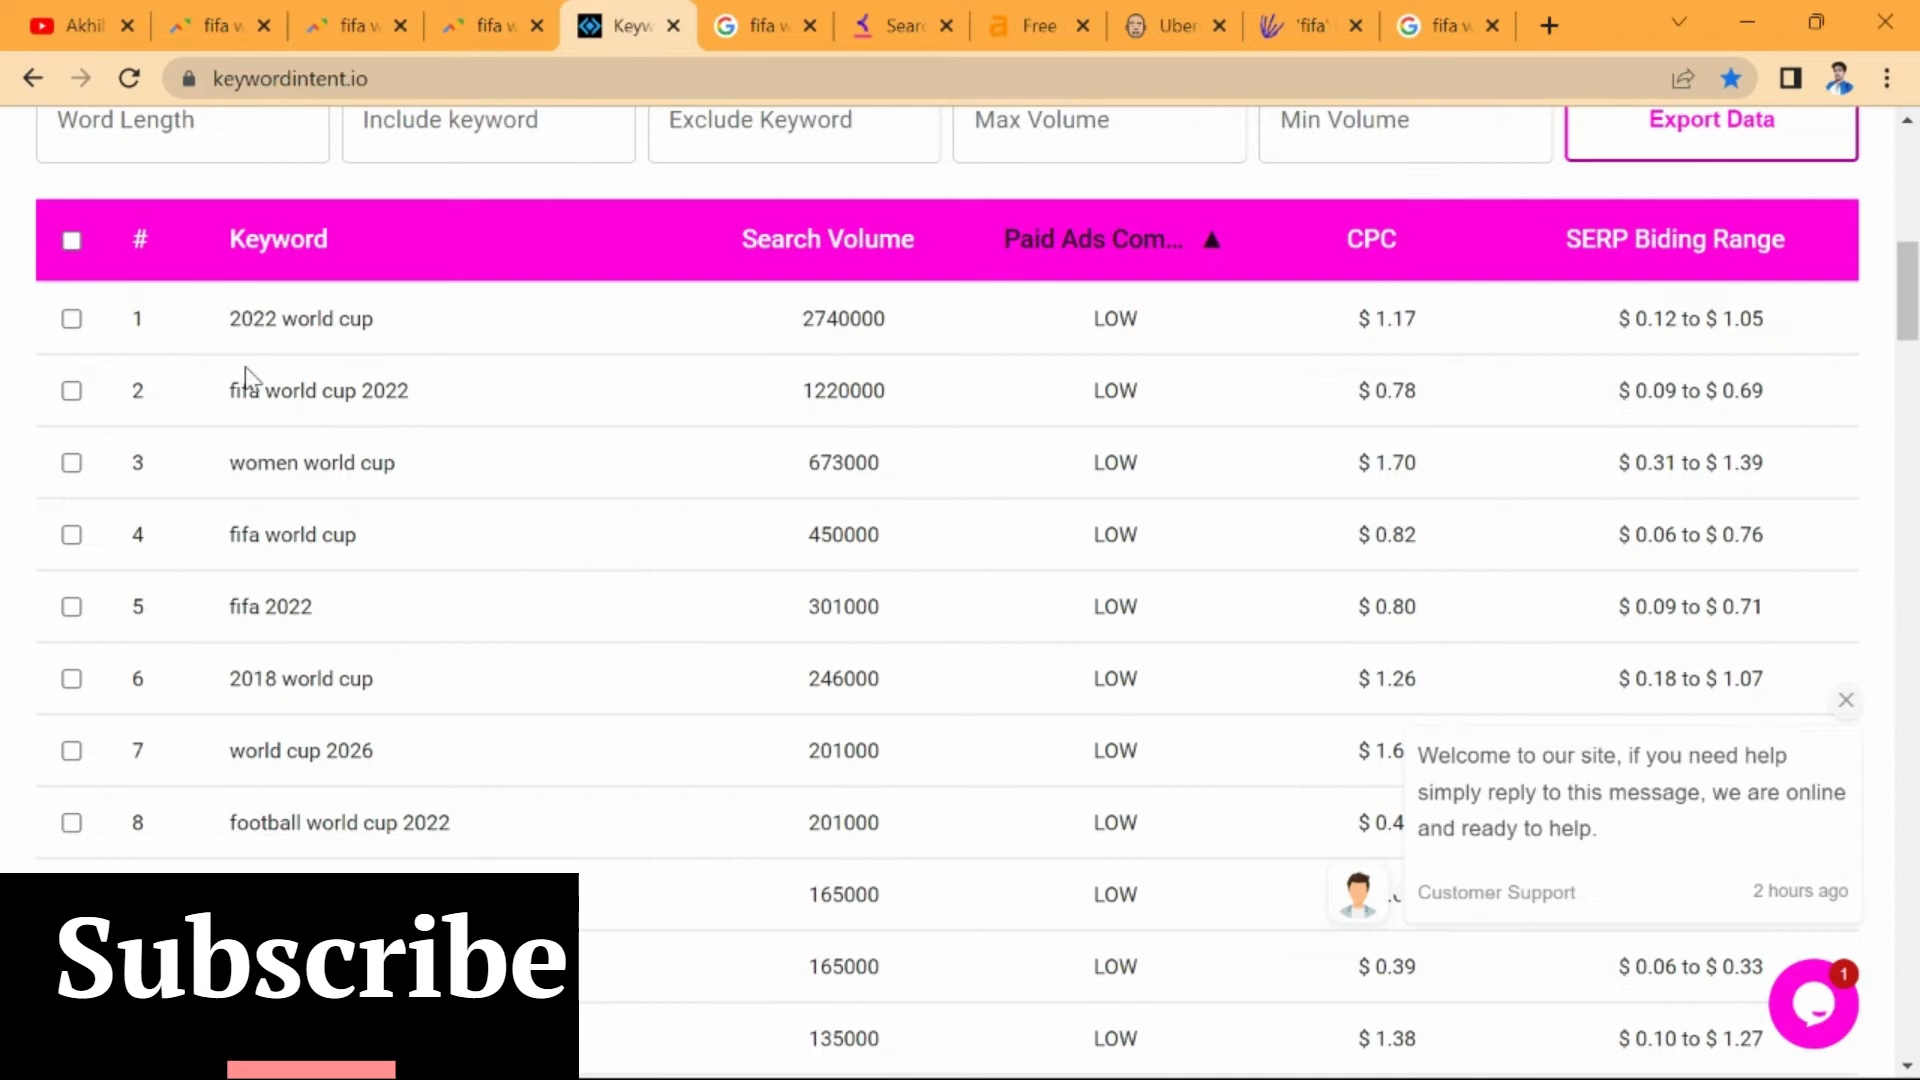 Akhil
fifa w
fifa w
fifa w
Keyw
fifa w
Sear
Free
Uber
'fifa'
fifa w
keywordintent.io
Word Length
Include keyword
Exclude Keyword
Max Volume
Min Volume
Export Data
# Keyword Search Volume Paid Ads Com... ▲ CPC SERP Biding Range
1 2022 world cup 2740000 LOW $ 1.17 $ 0.12 to $ 1.05
2 fifa world cup 2022 1220000 LOW $ 0.78 $ 0.09 to $ 0.69
3 women world cup 673000 LOW $ 1.70 $ 0.31 to $ 1.39
4 fifa world cup 450000 LOW $ 0.82 $ 0.06 to $ 0.76
5 fifa 2022 301000 LOW $ 0.80 $ 0.09 to $ 0.71
6 2018 world cup 246000 LOW $ 1.26 $ 0.18 to $ 1.07
7 world cup 2026 201000 LOW $ 1.6
8 football world cup 2022 201000 LOW $ 0.4
165000 LOW
165000 LOW $ 0.39 $ 0.06 to $ 0.33
135000 LOW $ 1.38 $ 0.10 to $ 1.27
Welcome to our site, if you need help
simply reply to this message, we are online
and ready to help.
Customer Support 2 hours ago
1
Subscribe